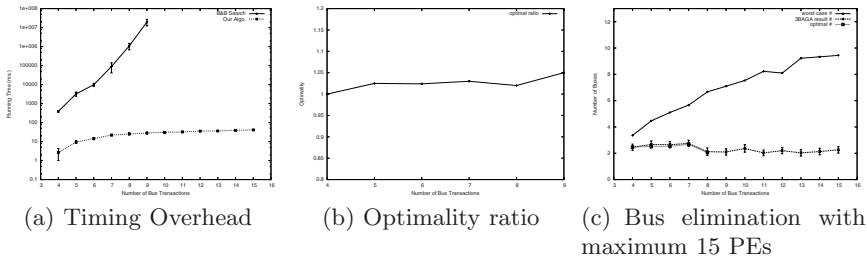 1e+008
1e+007
1e+006
100000
10000
1000
100
10
1
0.1
Running Time (ms.)
B&B Search
Our Algo.
3 4 5 6 7 8 9 10 11 12 13 14 15 16
Number of Bus Transactions
(a) Timing Overhead
1.2
1.15
1.1
1.05
1
0.95
0.9
0.85
0.8
Optimality
optimal ratio
4 5 6 7 8 9
Number of Bus Transactions
(b) Optimality ratio
12
10
8
6
4
2
0
Number of Buses
worst case #
3BAGA result #
optimal #
3 4 5 6 7 8 9 10 11 12 13 14 15 16
Number of Bus Transactions
(c) Bus elimination with
maximum 15 PEs